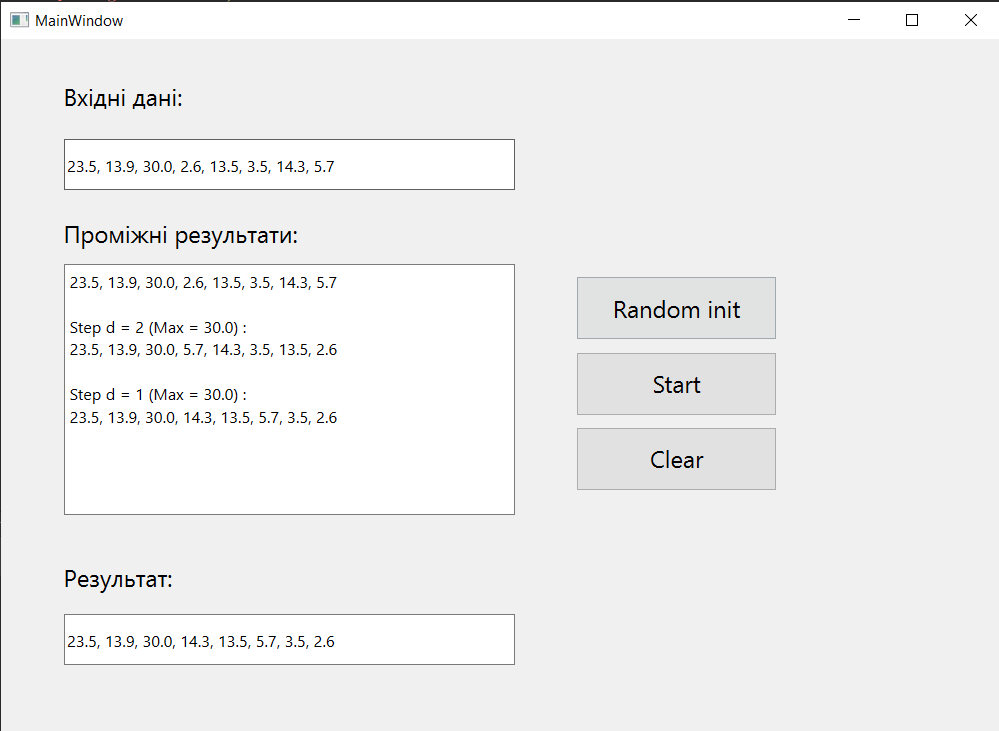 MainWindow
Вхідні дані:
23.5, 13.9, 30.0, 2.6, 13.5, 3.5, 14.3, 5.7
Проміжні результати:
23.5, 13.9, 30.0, 2.6, 13.5, 3.5, 14.3, 5.7
Step d = 2 (Max = 30.0) :
23.5, 13.9, 30.0, 5.7, 14.3, 3.5, 13.5, 2.6
Step d = 1 (Max = 30.0) :
23.5, 13.9, 30.0, 14.3, 13.5, 5.7, 3.5, 2.6
Random init
Start
Clear
Результат:
23.5, 13.9, 30.0, 14.3, 13.5, 5.7, 3.5, 2.6